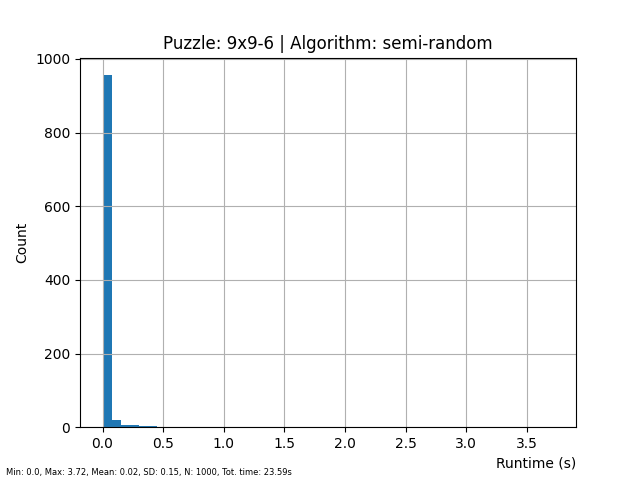 Puzzle: 9x9-6 | Algorithm: semi-random
1000
800
600
400
200
0
Count
0.0 0.5 1.0 1.5 2.0 2.5 3.0 3.5
Runtime (s)
Min: 0.0, Max: 3.72, Mean: 0.02, SD: 0.15, N: 1000, Tot. time: 23.59s